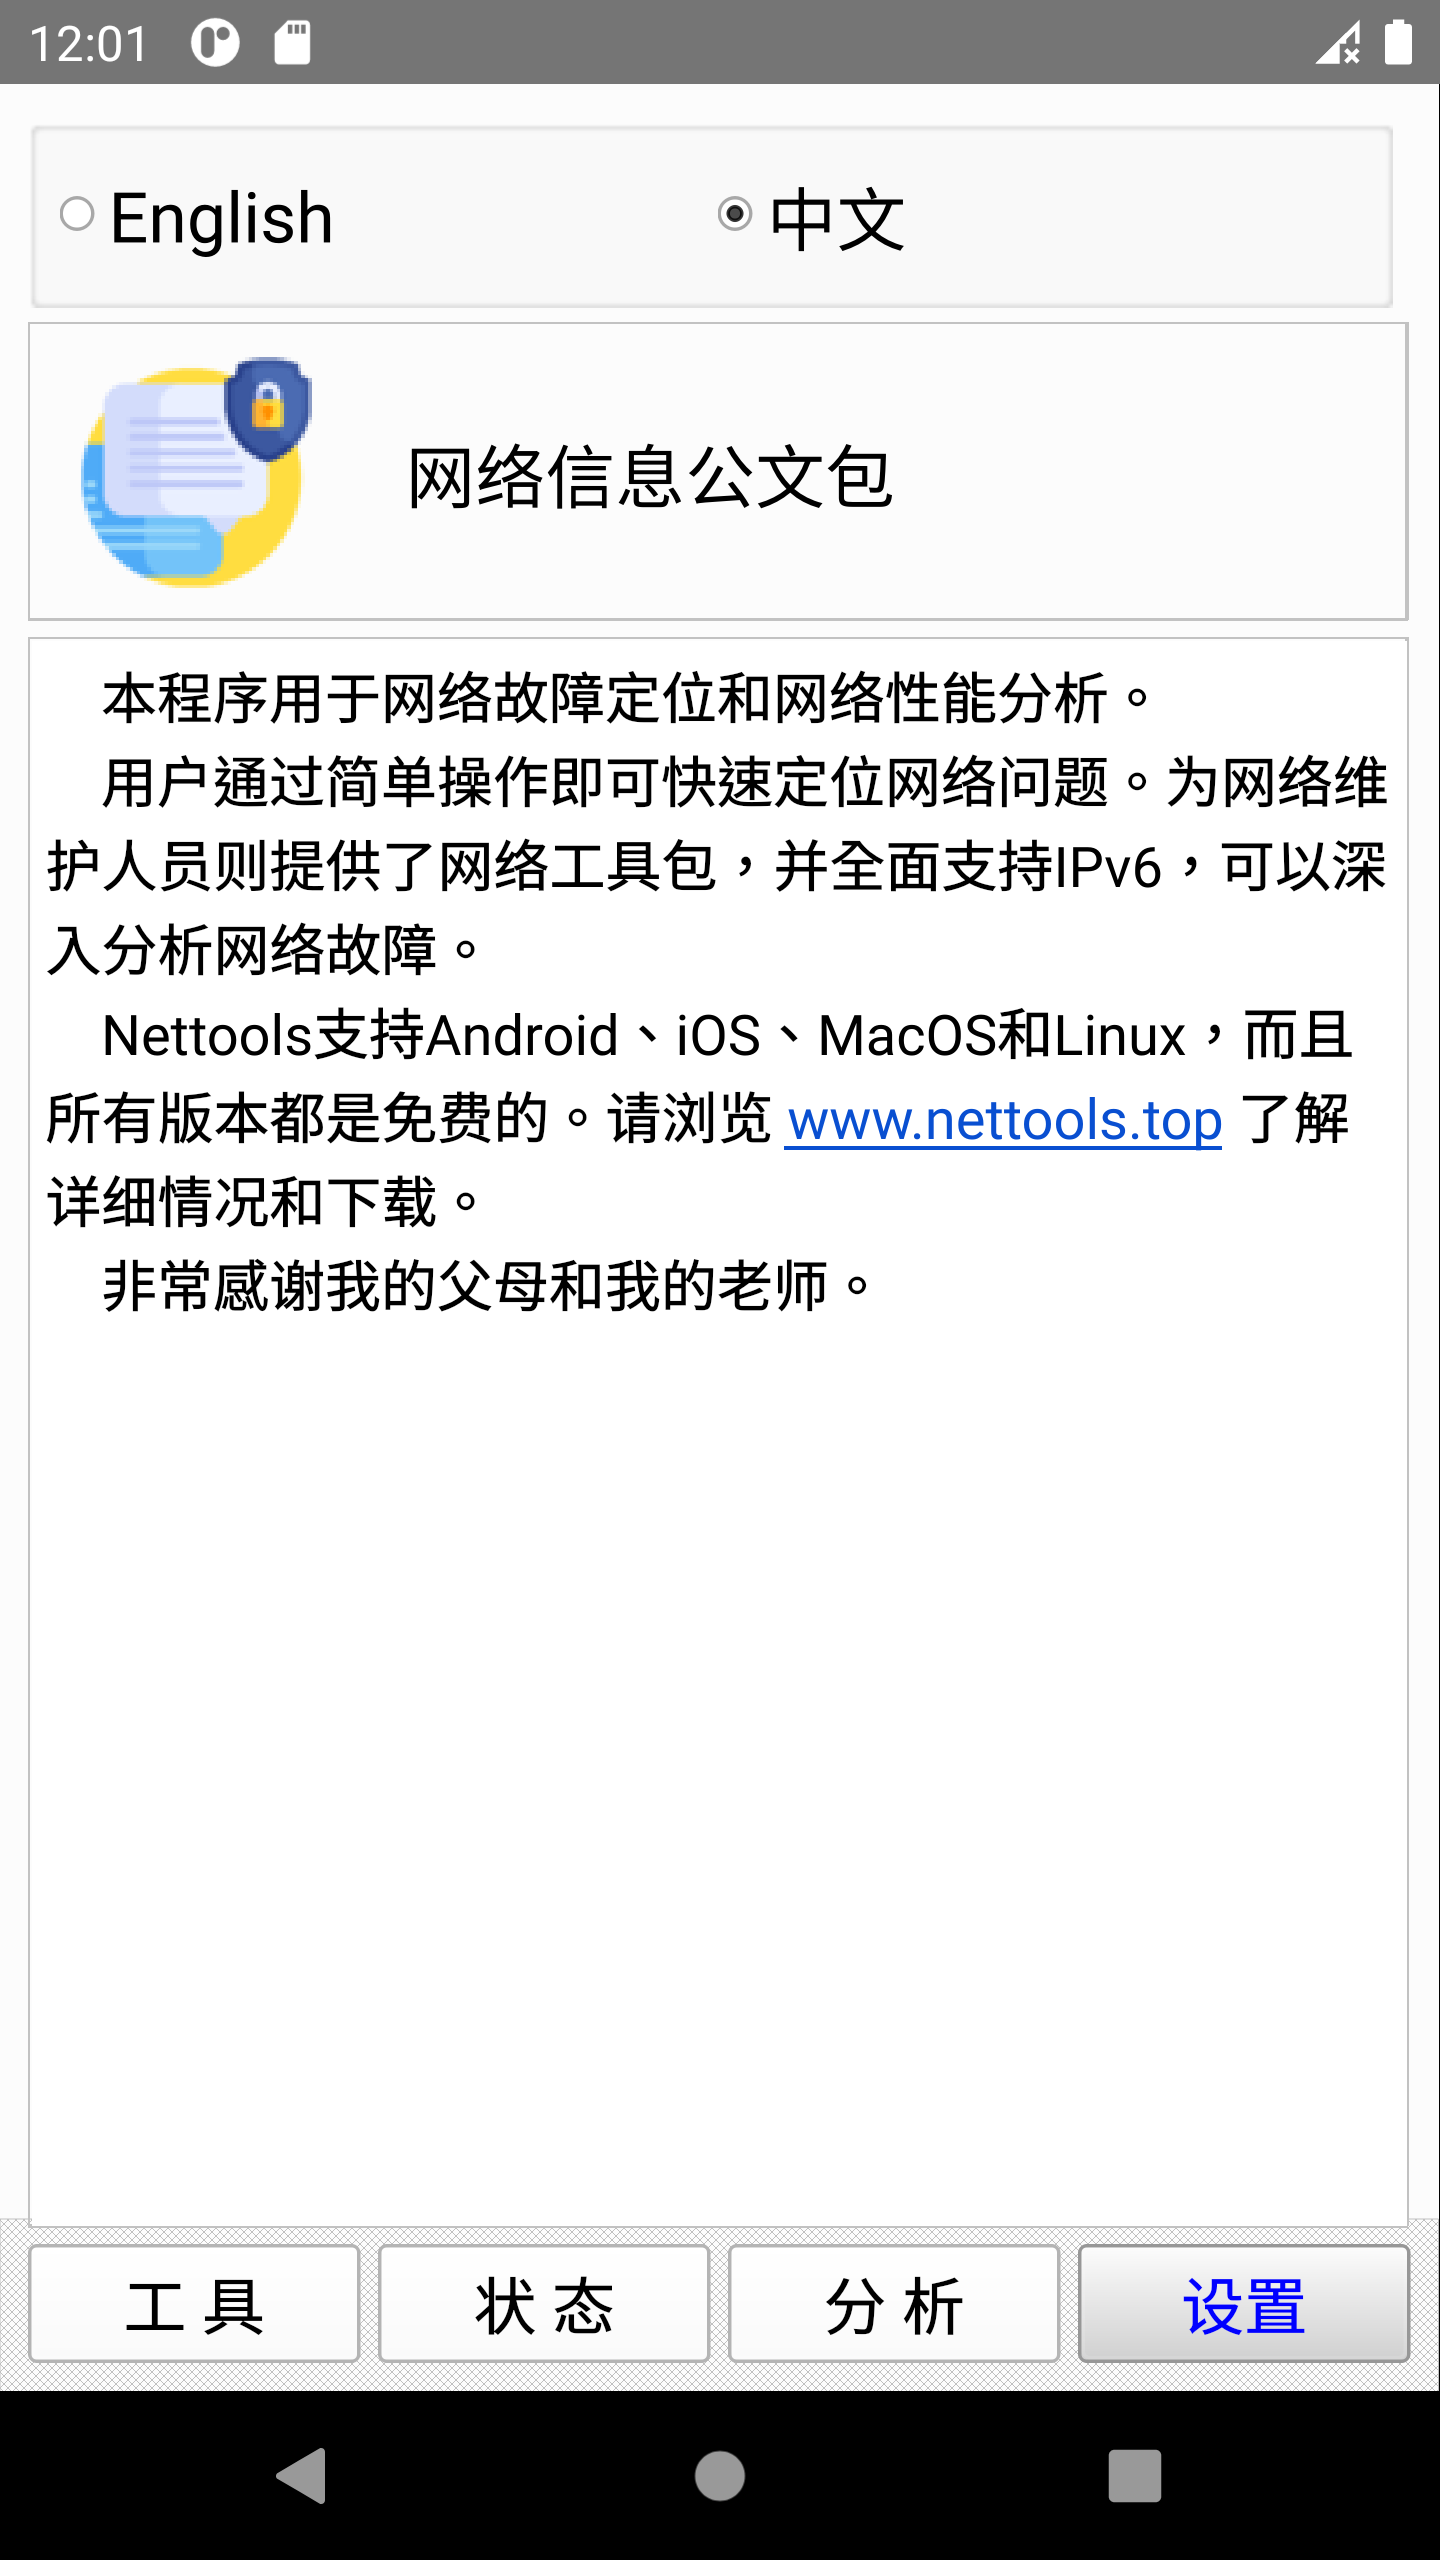 12:01
English
中文
网络信息公文包
本程序用于网络故障定位和网络性能分析。
用户通过简单操作即可快速定位网络问题。为网络维
护人员则提供了网络工具包，并全面支持IPv6，可以深
入分析网络故障。
Nettools支持Android、iOS、MacOS和Linux，而且
所有版本都是免费的。请浏览 www.nettools.top 了解
详细情况和下载。
非常感谢我的父母和我的老师。
工 具
状 态
分 析
设置